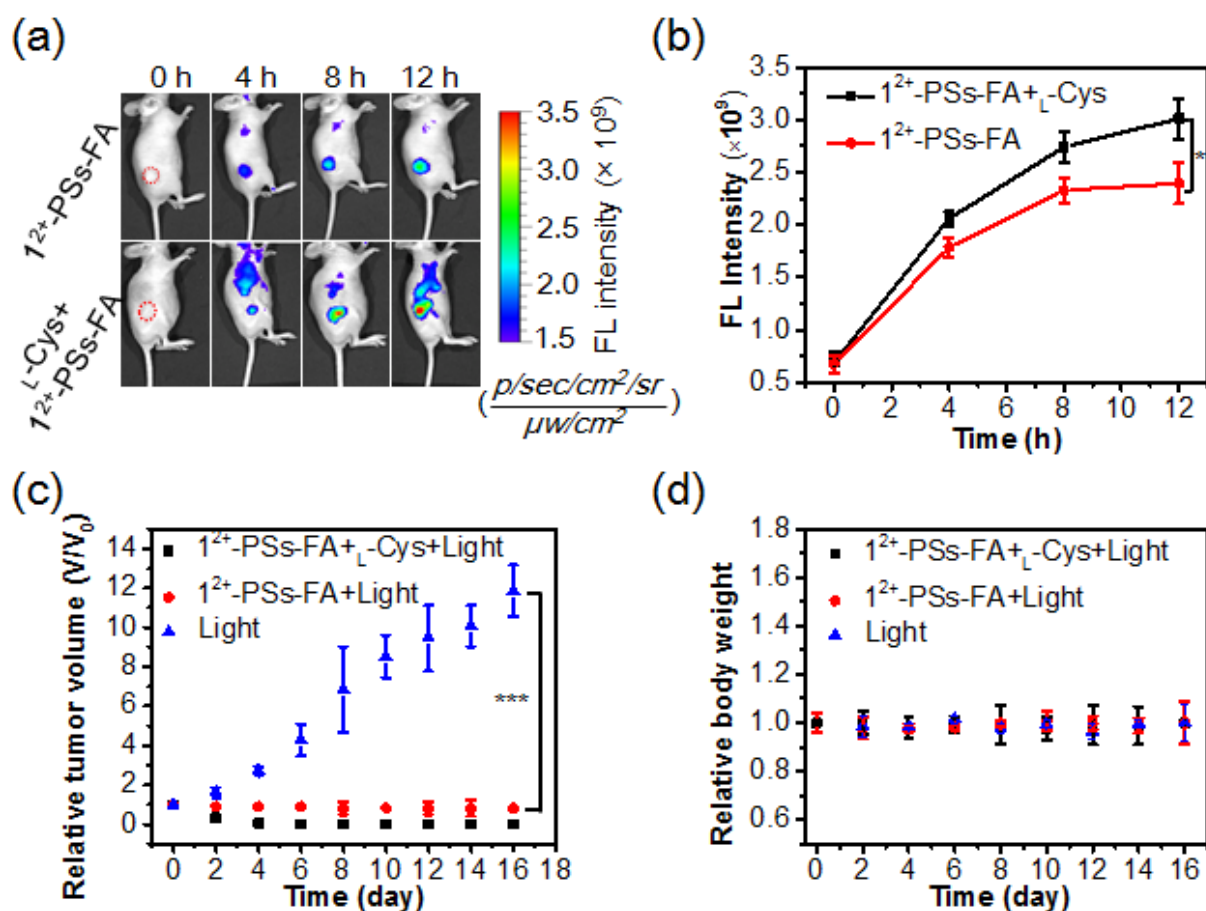 (a)
0 h 4 h 8 h 12 h
1²⁺-PSs-FA
L-Cys+
1²⁺-PSs-FA
3.5
3.0
2.5
2.0
1.5
FL intensity (× 10⁹)
(p/sec/cm²/sr / µw/cm²)
(b)
1²⁺-PSs-FA+L-Cys
1²⁺-PSs-FA
*
FL Intensity (×10⁹)
3.5
3.0
2.5
2.0
1.5
1.0
0.5
0 2 4 6 8 10 12
Time (h)
(c)
1²⁺-PSs-FA+L-Cys+Light
1²⁺-PSs-FA+Light
Light
***
Relative tumor volume (V/V₀)
14
12
10
8
6
4
2
0
0 2 4 6 8 10 12 14 16 18
Time (day)
(d)
1²⁺-PSs-FA+L-Cys+Light
1²⁺-PSs-FA+Light
Light
Relative body weight
1.8
1.6
1.4
1.2
1.0
0.8
0.6
0 2 4 6 8 10 12 14 16
Time (day)